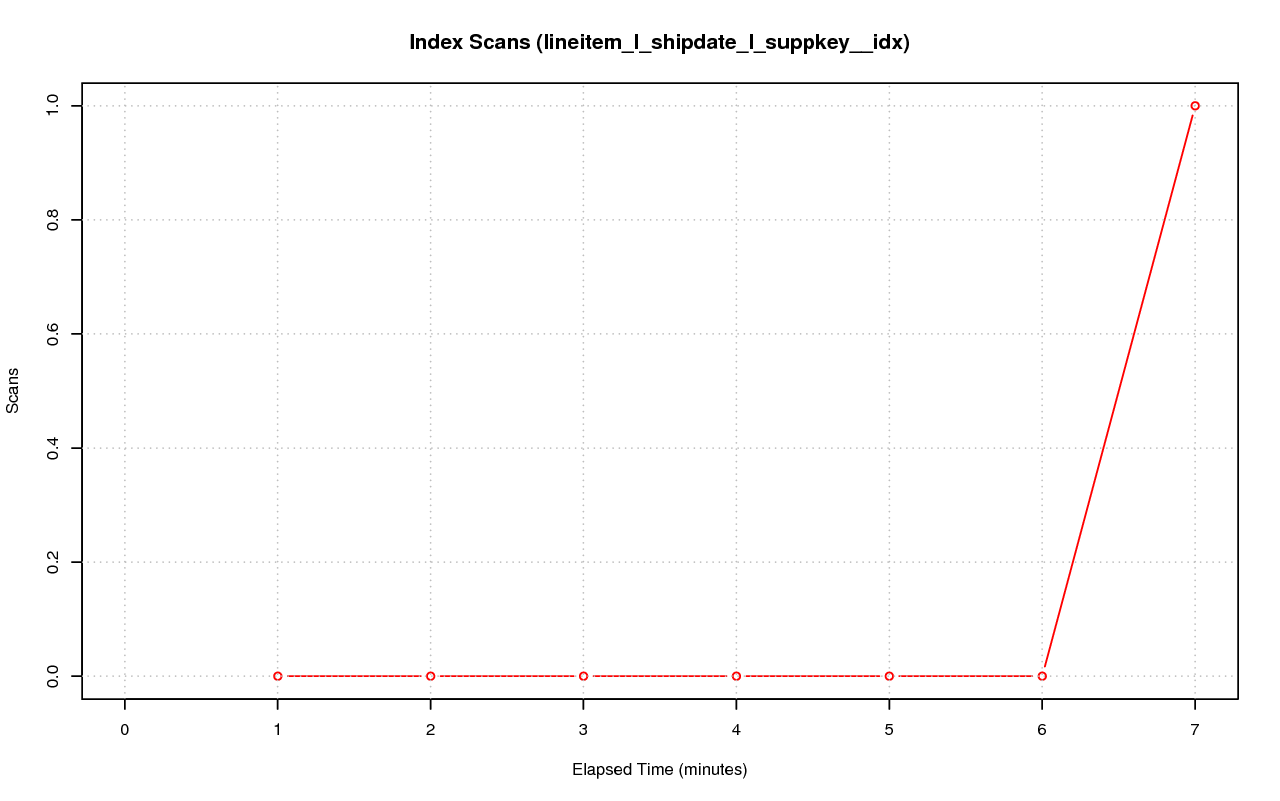 Index Scans (lineitem_l_shipdate_l_suppkey__idx)
1.0
0.8
0.6
0.4
0.2
0.0
Scans
0 1 2 3 4 5 6 7
Elapsed Time (minutes)